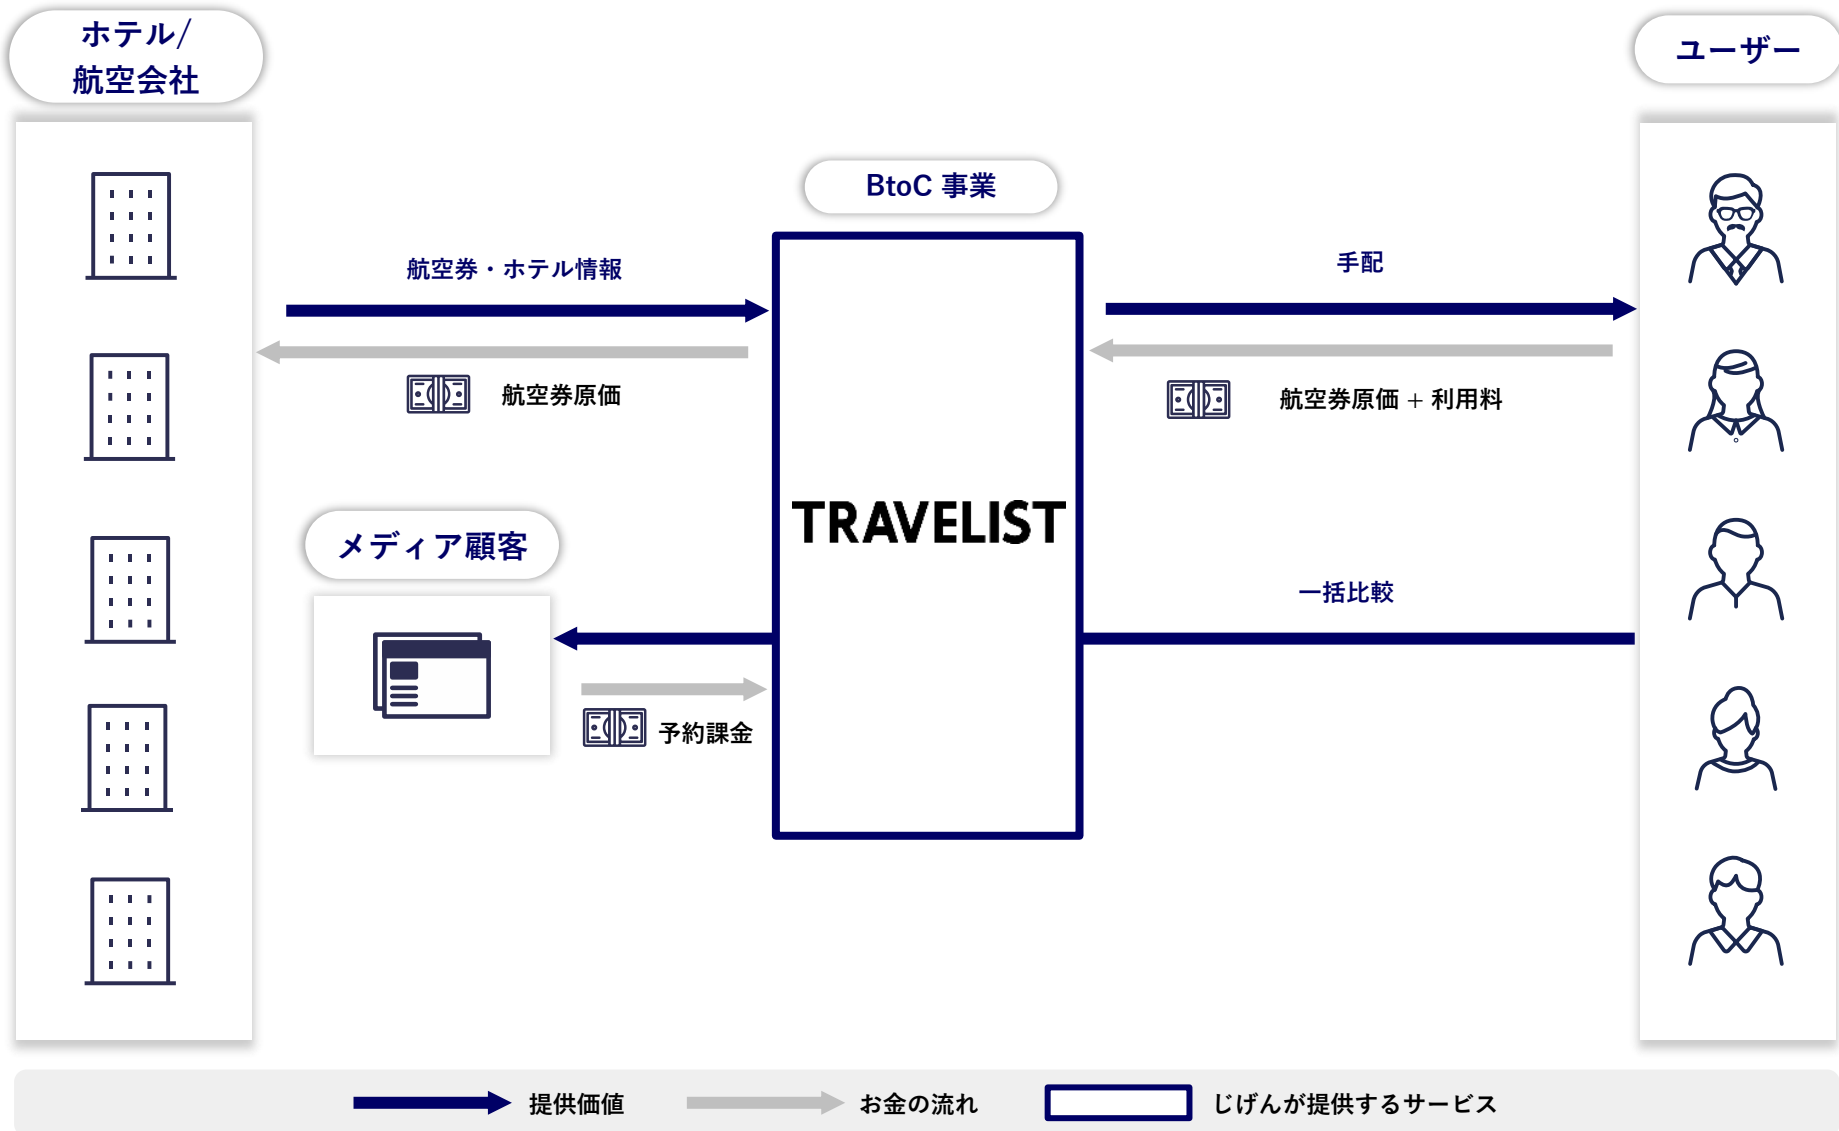 ホテル/
航空会社
ユーザー
BtoC 事業
航空券・ホテル情報
手配
航空券原価
航空券原価 + 利用料
TRAVELIST
メディア顧客
一括比較
予約課金
提供価値
お金の流れ
じげんが提供するサービス